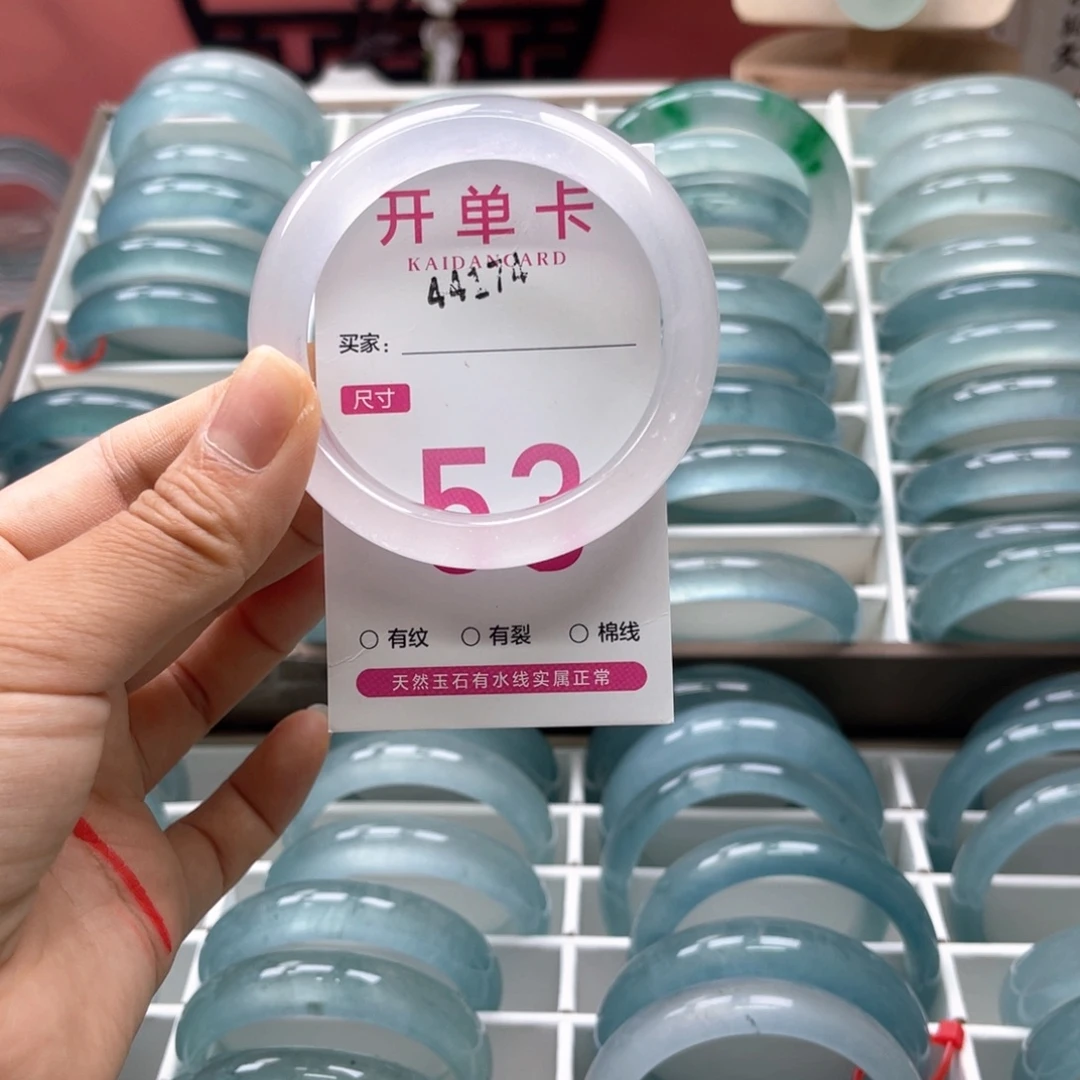 开单卡
KAIDANCARD
44174
买家：
尺寸
53
○ 有纹 ○ 有裂 ○ 棉线
天然玉石有水线实属正常